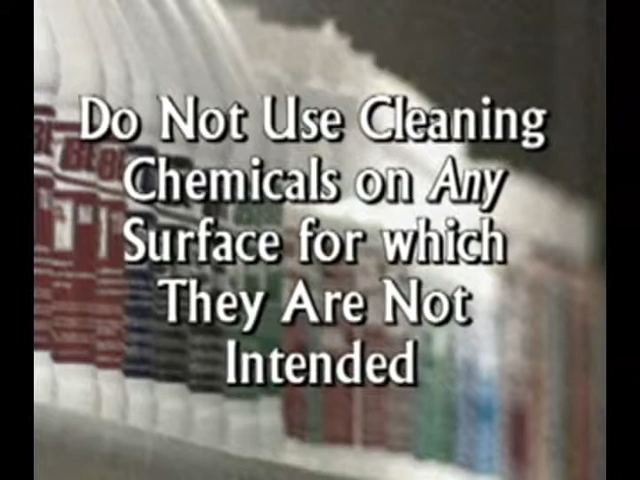 Do Not Use Cleaning
Chemicals on Any
Surface for which
They Are Not
Intended